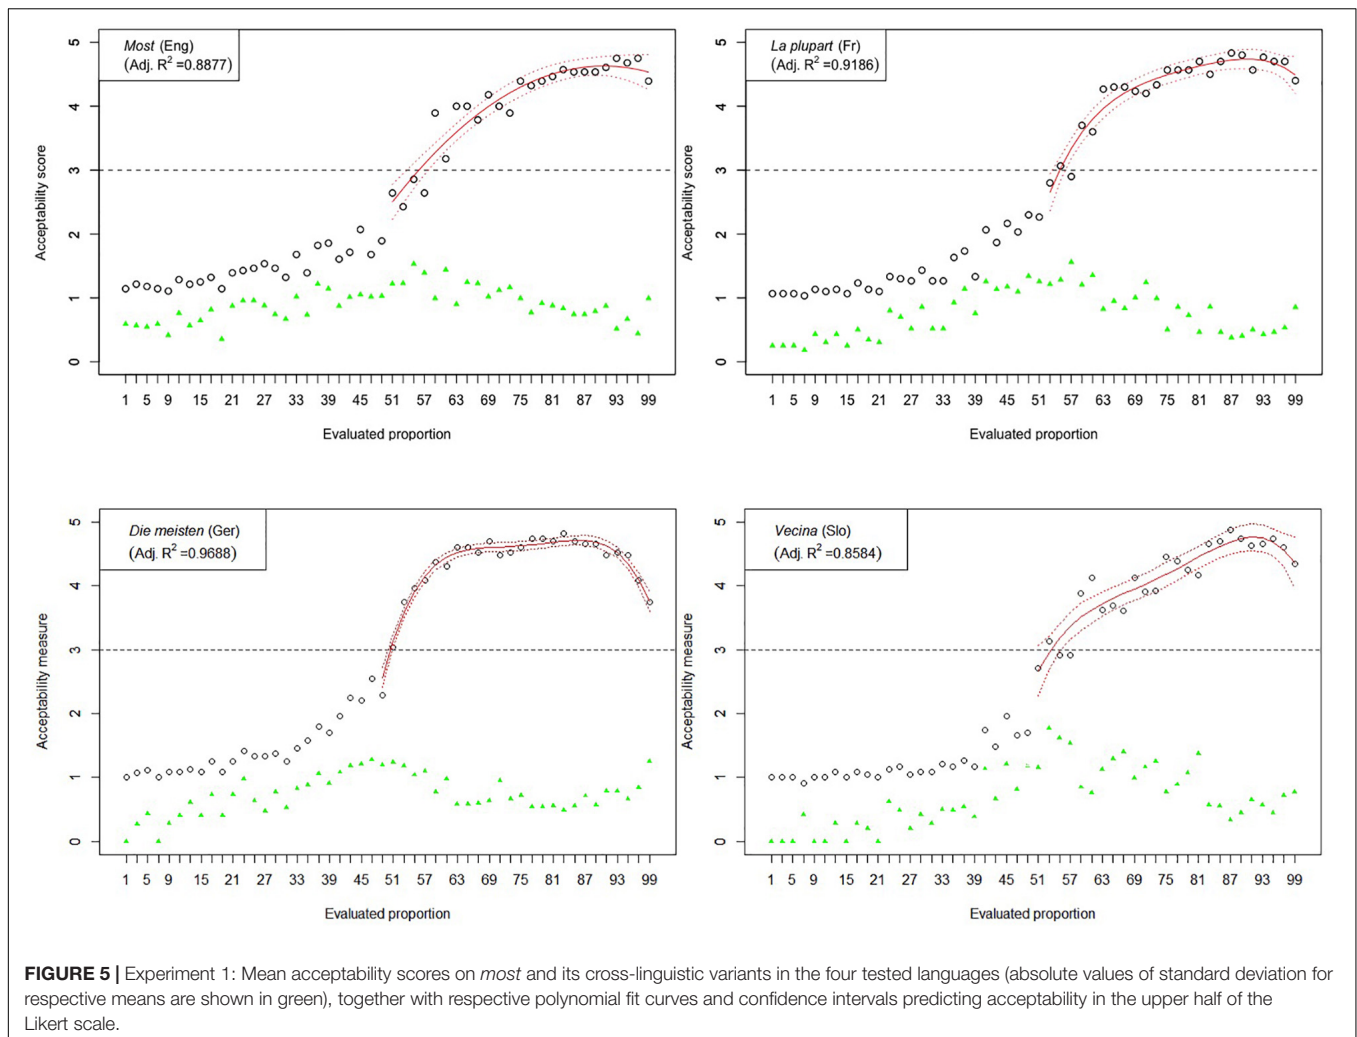 Most (Eng)
(Adj. R² =0.8877)
Acceptability score
5
4
3
2
1
0
1 5 9 15 21 27 33 39 45 51 57 63 69 75 81 87 93 99
Evaluated proportion
La plupart (Fr)
(Adj. R² =0.9186)
Acceptability score
5
4
3
2
1
0
1 5 9 15 21 27 33 39 45 51 57 63 69 75 81 87 93 99
Evaluated proportion
Die meisten (Ger)
(Adj. R² =0.9688)
Acceptability measure
5
4
3
2
1
0
1 5 9 15 21 27 33 39 45 51 57 63 69 75 81 87 93 99
Evaluated proportion
Vecina (Slo)
(Adj. R² =0.8584)
Acceptability measure
5
4
3
2
1
0
1 5 9 15 21 27 33 39 45 51 57 63 69 75 81 87 93 99
Evaluated proportion
FIGURE 5 | Experiment 1: Mean acceptability scores on most and its cross-linguistic variants in the four tested languages (absolute values of standard deviation for
respective means are shown in green), together with respective polynomial fit curves and confidence intervals predicting acceptability in the upper half of the
Likert scale.